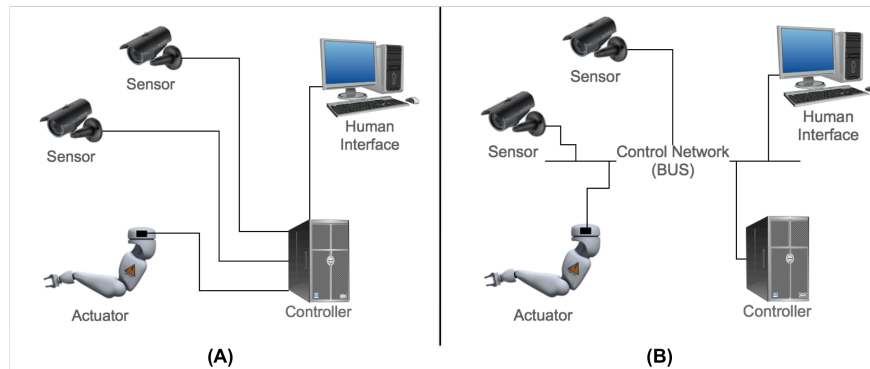 Sensor
Sensor
Human
Interface
Actuator
Controller
(A)
Sensor
Sensor
Control Network
(BUS)
Human
Interface
Actuator
Controller
(B)